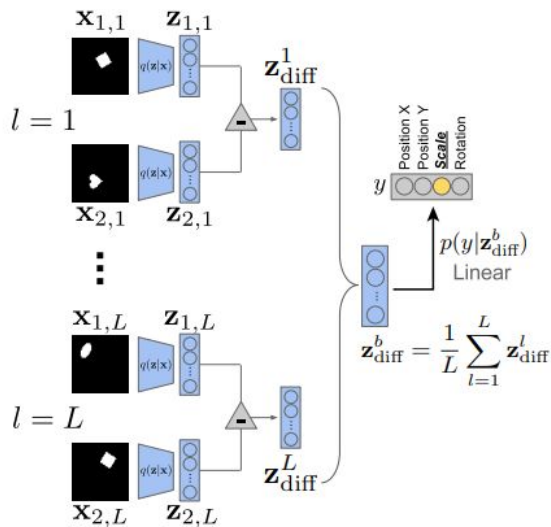 x₁,₁ z₁,₁
q(z|x)
z¹diff
l = 1
-
q(z|x)
x₂,₁ z₂,₁
Position X
Position Y
Scale
Rotation
y
p(y|zᵇdiff)
Linear
zᵇdiff = 1/L ∑ᴸₗ₌₁ zˡdiff
x₁,L z₁,L
q(z|x)
l = L
-
q(z|x)
zᴸdiff
x₂,L z₂,L